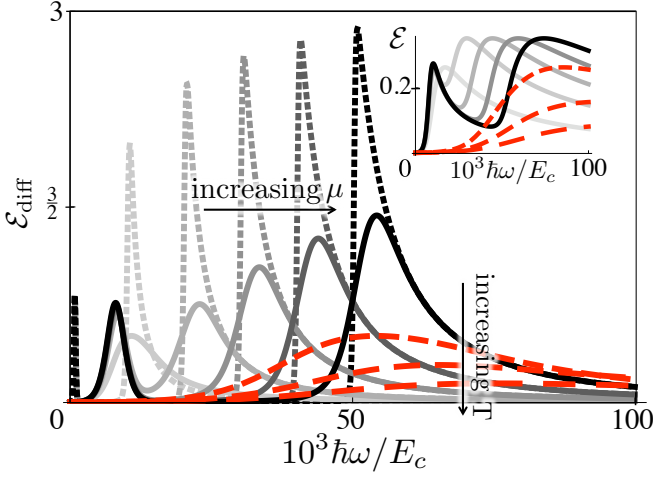 3
ℰ
0.2
0
100
10³ℏω/E_c
increasing μ
3/2
ℰ_diff
increasing T
0
50
100
10³ℏω/E_c